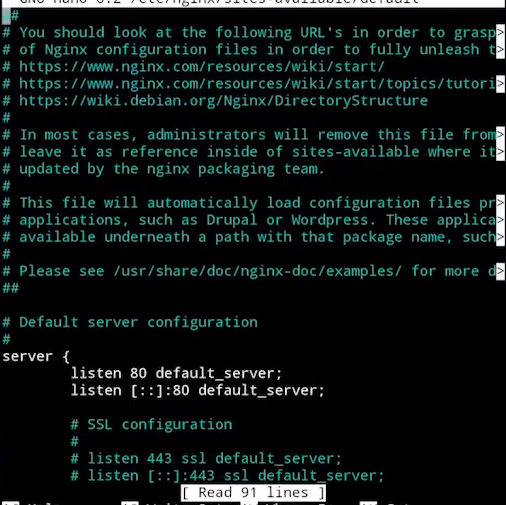 GNU nano 6.2 /etc/nginx/sites-available/default
##
# You should look at the following URL's in order to grasp>
# of Nginx configuration files in order to fully unleash t>
# https://www.nginx.com/resources/wiki/start/
# https://www.nginx.com/resources/wiki/start/topics/tutori>
# https://wiki.debian.org/Nginx/DirectoryStructure
#
# In most cases, administrators will remove this file from>
# leave it as reference inside of sites-available where it>
# updated by the nginx packaging team.
#
# This file will automatically load configuration files pr>
# applications, such as Drupal or Wordpress. These applica>
# available underneath a path with that package name, such>
#
# Please see /usr/share/doc/nginx-doc/examples/ for more d>
##

# Default server configuration
#
server {
        listen 80 default_server;
        listen [::]:80 default_server;

        # SSL configuration
        #
        # listen 443 ssl default_server;
        # listen [::]:443 ssl default_server;
[ Read 91 lines ]